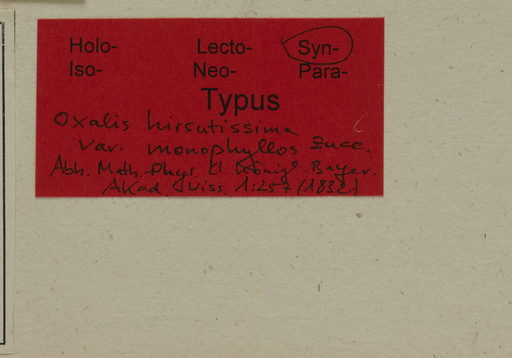 Holo- Lecto- Syn-
Iso- Neo- Para-
Typus
Oxalis hirsutissima
var. monophyllos Zucc.
Abh. Math.-Phys. Cl. Königl. Bayer.
Akad. Wiss. 1:257 (1832)